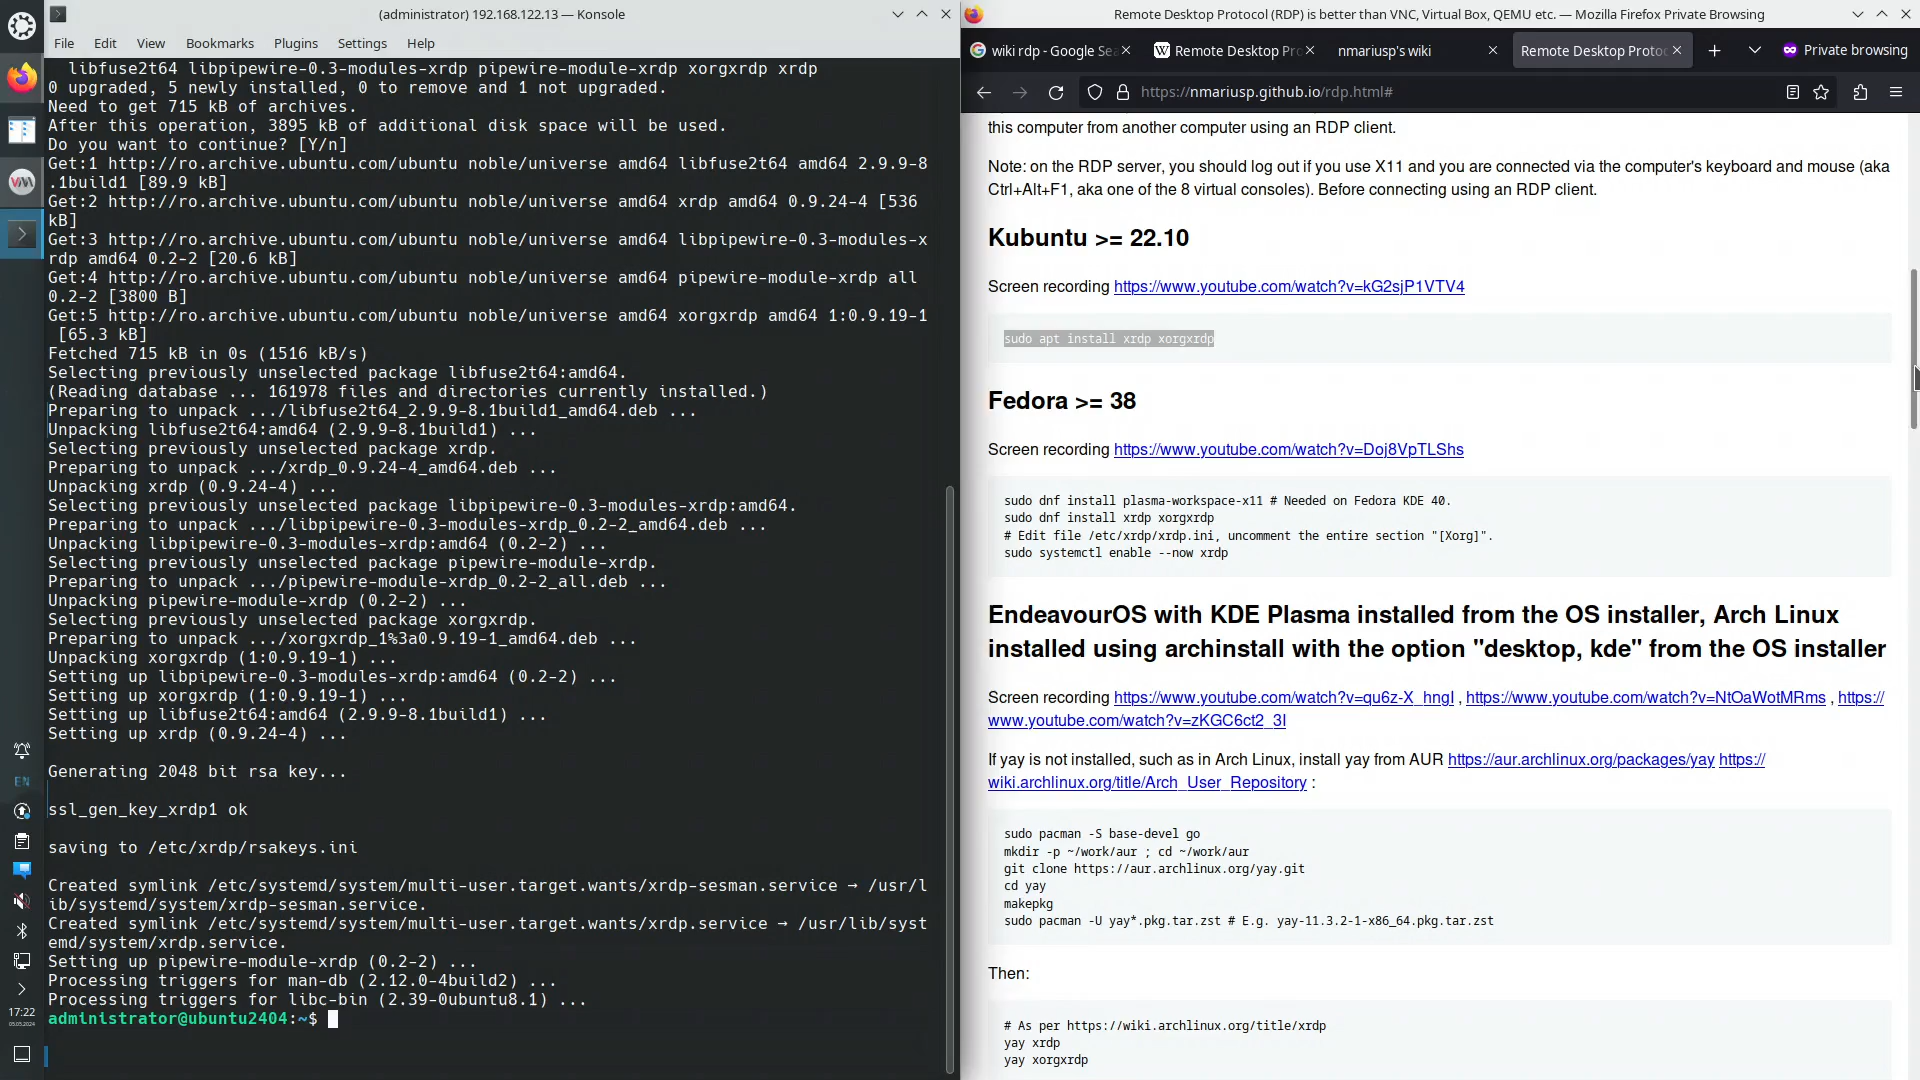 (administrator) 192.168.122.13 — Konsole
File Edit View Bookmarks Plugins Settings Help
libfuse2t64 libpipewire-0.3-modules-xrdp pipewire-module-xrdp xorgxrdp xrdp
0 upgraded, 5 newly installed, 0 to remove and 1 not upgraded.
Need to get 715 kB of archives.
After this operation, 3895 kB of additional disk space will be used.
Do you want to continue? [Y/n]
Get:1 http://ro.archive.ubuntu.com/ubuntu noble/universe amd64 libfuse2t64 amd64 2.9.9-8
.1build1 [89.9 kB]
Get:2 http://ro.archive.ubuntu.com/ubuntu noble/universe amd64 xrdp amd64 0.9.24-4 [536
kB]
Get:3 http://ro.archive.ubuntu.com/ubuntu noble/universe amd64 libpipewire-0.3-modules-x
rdp amd64 0.2-2 [20.6 kB]
Get:4 http://ro.archive.ubuntu.com/ubuntu noble/universe amd64 pipewire-module-xrdp all
0.2-2 [3800 B]
Get:5 http://ro.archive.ubuntu.com/ubuntu noble/universe amd64 xorgxrdp amd64 1:0.9.19-1
[65.3 kB]
Fetched 715 kB in 0s (1516 kB/s)
Selecting previously unselected package libfuse2t64:amd64.
(Reading database ... 161978 files and directories currently installed.)
Preparing to unpack .../libfuse2t64_2.9.9-8.1build1_amd64.deb ...
Unpacking libfuse2t64:amd64 (2.9.9-8.1build1) ...
Selecting previously unselected package xrdp.
Preparing to unpack .../xrdp_0.9.24-4_amd64.deb ...
Unpacking xrdp (0.9.24-4) ...
Selecting previously unselected package libpipewire-0.3-modules-xrdp:amd64.
Preparing to unpack .../libpipewire-0.3-modules-xrdp_0.2-2_amd64.deb ...
Unpacking libpipewire-0.3-modules-xrdp:amd64 (0.2-2) ...
Selecting previously unselected package pipewire-module-xrdp.
Preparing to unpack .../pipewire-module-xrdp_0.2-2_all.deb ...
Unpacking pipewire-module-xrdp (0.2-2) ...
Selecting previously unselected package xorgxrdp.
Preparing to unpack .../xorgxrdp_1%3a0.9.19-1_amd64.deb ...
Unpacking xorgxrdp (1:0.9.19-1) ...
Setting up libpipewire-0.3-modules-xrdp:amd64 (0.2-2) ...
Setting up xorgxrdp (1:0.9.19-1) ...
Setting up libfuse2t64:amd64 (2.9.9-8.1build1) ...
Setting up xrdp (0.9.24-4) ...
Generating 2048 bit rsa key...
ssl_gen_key_xrdp1 ok
saving to /etc/xrdp/rsakeys.ini
Created symlink /etc/systemd/system/multi-user.target.wants/xrdp-sesman.service → /usr/l
ib/systemd/system/xrdp-sesman.service.
Created symlink /etc/systemd/system/multi-user.target.wants/xrdp.service → /usr/lib/syst
emd/system/xrdp.service.
Setting up pipewire-module-xrdp (0.2-2) ...
Processing triggers for man-db (2.12.0-4build2) ...
Processing triggers for libc-bin (2.39-0ubuntu8.1) ...
administrator@ubuntu2404:~$
EN
17:22
Remote Desktop Protocol (RDP) is better than VNC, Virtual Box, QEMU etc. — Mozilla Firefox Private Browsing
wiki rdp - Google Sea
Remote Desktop Pro
nmariusp's wiki
Remote Desktop Protoc
Private browsing
https://nmariusp.github.io/rdp.html#
this computer from another computer using an RDP client.
Note: on the RDP server, you should log out if you use X11 and you are connected via the computer's keyboard and mouse (aka
Ctrl+Alt+F1, aka one of the 8 virtual consoles). Before connecting using an RDP client.
Kubuntu >= 22.10
Screen recording https://www.youtube.com/watch?v=kG2sjP1VTV4
sudo apt install xrdp xorgxrdp
Fedora >= 38
Screen recording https://www.youtube.com/watch?v=Doj8VpTLShs
sudo dnf install plasma-workspace-x11 # Needed on Fedora KDE 40.
sudo dnf install xrdp xorgxrdp
# Edit file /etc/xrdp/xrdp.ini, uncomment the entire section "[Xorg]".
sudo systemctl enable --now xrdp
EndeavourOS with KDE Plasma installed from the OS installer, Arch Linux
installed using archinstall with the option "desktop, kde" from the OS installer
Screen recording https://www.youtube.com/watch?v=qu6z-X_hngI , https://www.youtube.com/watch?v=NtOaWotMRms , https://
www.youtube.com/watch?v=zKGC6ct2_3I
If yay is not installed, such as in Arch Linux, install yay from AUR https://aur.archlinux.org/packages/yay https://
wiki.archlinux.org/title/Arch_User_Repository :
sudo pacman -S base-devel go
mkdir -p ~/work/aur ; cd ~/work/aur
git clone https://aur.archlinux.org/yay.git
cd yay
makepkg
sudo pacman -U yay*.pkg.tar.zst # E.g. yay-11.3.2-1-x86_64.pkg.tar.zst
Then:
# As per https://wiki.archlinux.org/title/xrdp
yay xrdp
yay xorgxrdp